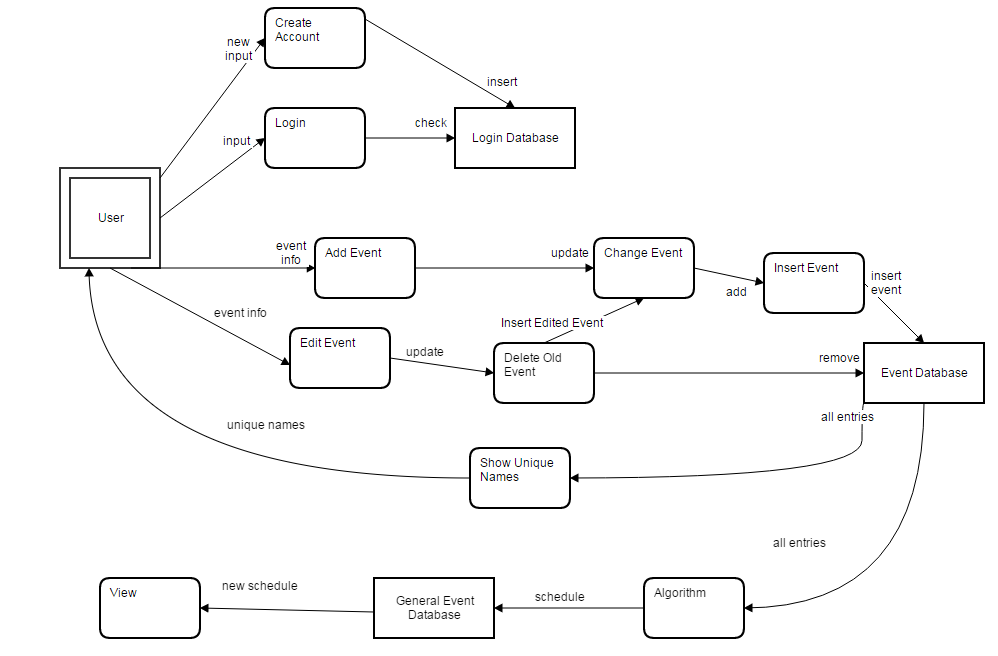 Create
Account
new
input
insert
Login
check
input
Login Database
User
event
info
Add Event
update
Change Event
Insert Event
insert
event
add
event info
Insert Edited Event
Edit Event
update
Delete Old
Event
remove
Event Database
all entries
unique names
Show Unique
Names
all entries
View
new schedule
General Event
Database
schedule
Algorithm